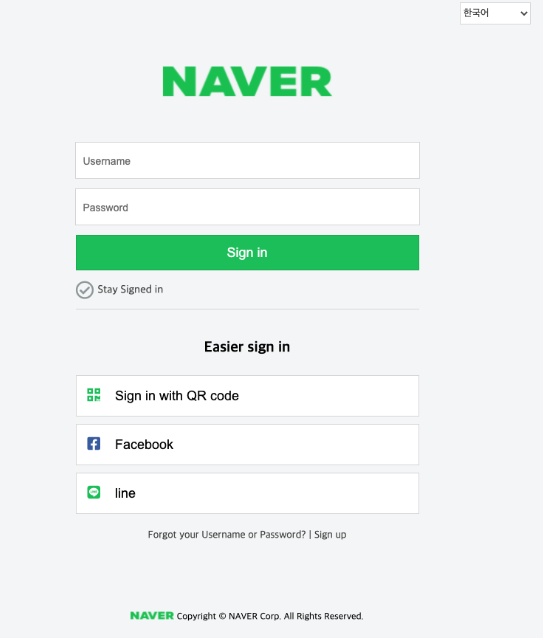 한국어
NAVER
Username
Password
Sign in
Stay Signed in
Easier sign in
Sign in with QR code
Facebook
line
Forgot your Username or Password? | Sign up
NAVER Copyright © NAVER Corp. All Rights Reserved.